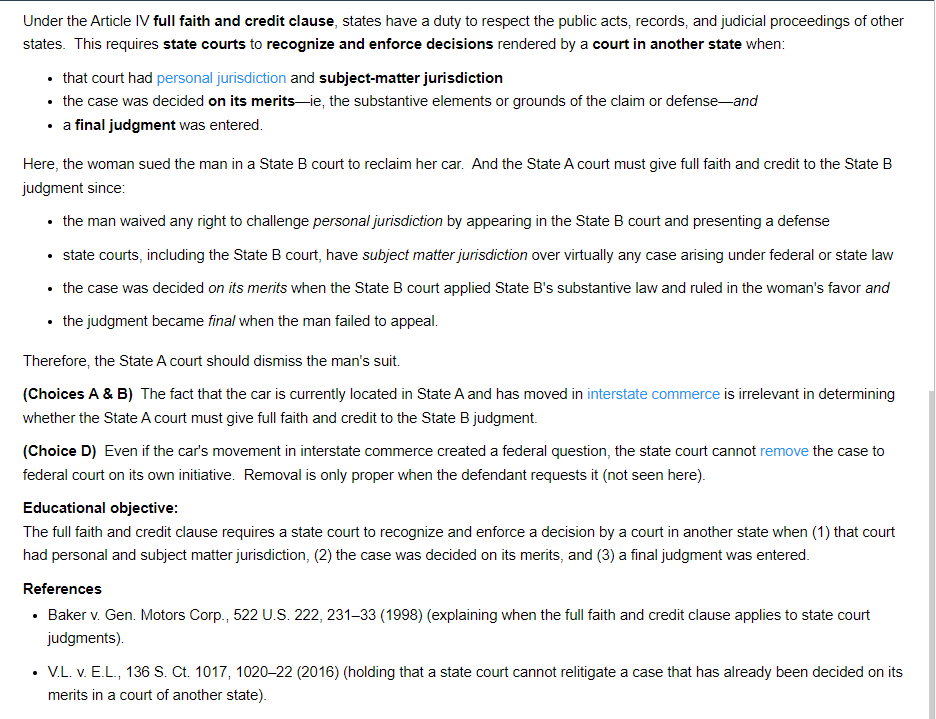 Under the Article IV full faith and credit clause, states have a duty to respect the public acts, records, and judicial proceedings of other
states. This requires state courts to recognize and enforce decisions rendered by a court in another state when:
• that court had personal jurisdiction and subject-matter jurisdiction
• the case was decided on its merits—ie, the substantive elements or grounds of the claim or defense—and
• a final judgment was entered.
Here, the woman sued the man in a State B court to reclaim her car. And the State A court must give full faith and credit to the State B
judgment since:
• the man waived any right to challenge personal jurisdiction by appearing in the State B court and presenting a defense
• state courts, including the State B court, have subject matter jurisdiction over virtually any case arising under federal or state law
• the case was decided on its merits when the State B court applied State B's substantive law and ruled in the woman's favor and
• the judgment became final when the man failed to appeal.
Therefore, the State A court should dismiss the man's suit.
(Choices A & B) The fact that the car is currently located in State A and has moved in interstate commerce is irrelevant in determining
whether the State A court must give full faith and credit to the State B judgment.
(Choice D) Even if the car's movement in interstate commerce created a federal question, the state court cannot remove the case to
federal court on its own initiative. Removal is only proper when the defendant requests it (not seen here).
Educational objective:
The full faith and credit clause requires a state court to recognize and enforce a decision by a court in another state when (1) that court
had personal and subject matter jurisdiction, (2) the case was decided on its merits, and (3) a final judgment was entered.
References
• Baker v. Gen. Motors Corp., 522 U.S. 222, 231–33 (1998) (explaining when the full faith and credit clause applies to state court
judgments).
• V.L. v. E.L., 136 S. Ct. 1017, 1020–22 (2016) (holding that a state court cannot relitigate a case that has already been decided on its
merits in a court of another state).